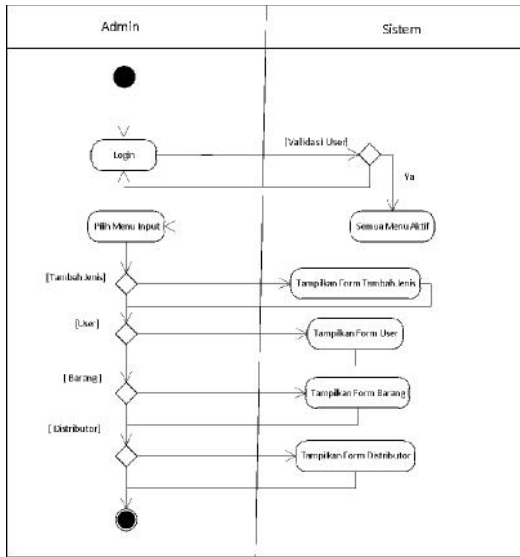 Admin
Sistem
[Validasi User]
Login
Ya
Pilih Menu Input
Semua Menu Aktif
[Tambah Jenis]
Tampilkan Form Tambah Jenis
[User]
Tampilkan Form User
[ Barang]
Tampilkan Form Barang
[ Distributor]
Tampilkan Form Distributor